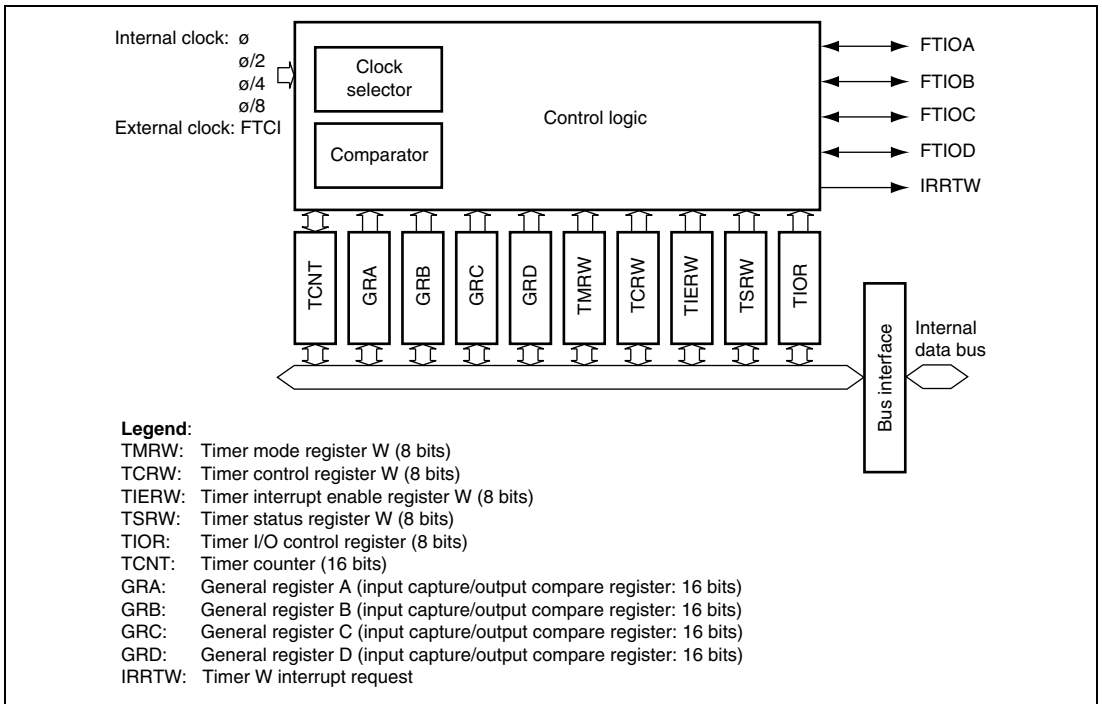 Internal clock: ø
ø/2
ø/4
ø/8
External clock: FTCI
Clock
selector
Comparator
Control logic
FTIOA
FTIOB
FTIOC
FTIOD
IRRTW
TCNT
GRA
GRB
GRC
GRD
TMRW
TCRW
TIERW
TSRW
TIOR
Bus interface
Internal
data bus
Legend:
TMRW: Timer mode register W (8 bits)
TCRW: Timer control register W (8 bits)
TIERW: Timer interrupt enable register W (8 bits)
TSRW: Timer status register W (8 bits)
TIOR: Timer I/O control register (8 bits)
TCNT: Timer counter (16 bits)
GRA: General register A (input capture/output compare register: 16 bits)
GRB: General register B (input capture/output compare register: 16 bits)
GRC: General register C (input capture/output compare register: 16 bits)
GRD: General register D (input capture/output compare register: 16 bits)
IRRTW: Timer W interrupt request